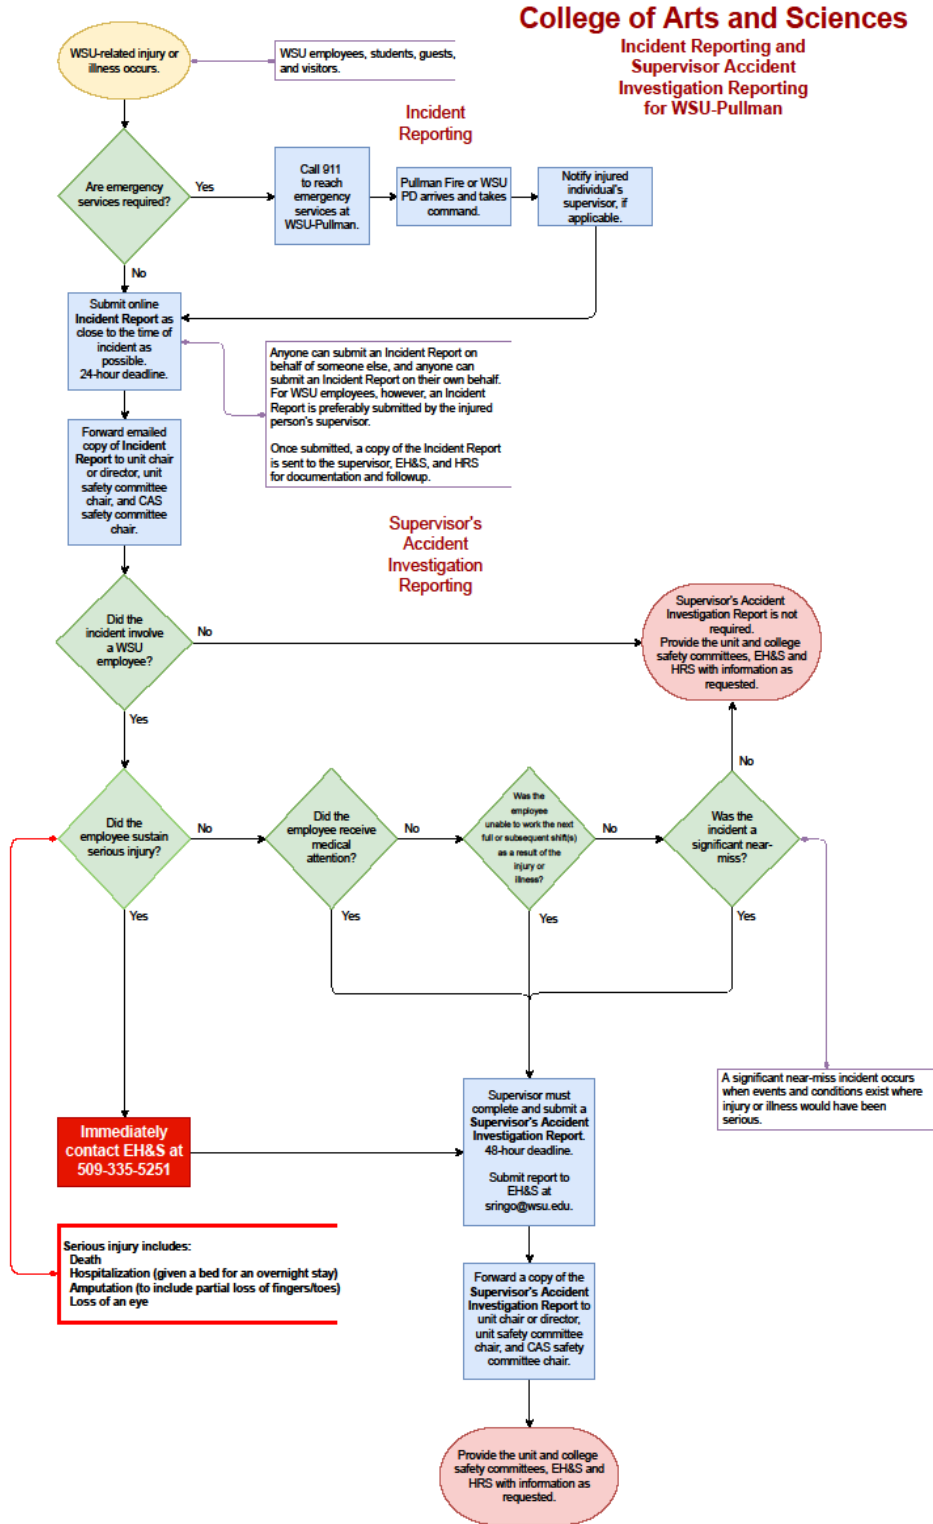 College of Arts and Sciences
Incident Reporting and
Supervisor Accident
Investigation Reporting
for WSU-Pullman
WSU-related injury or
illness occurs.
WSU employees, students, guests,
and visitors.
Incident
Reporting
Are emergency
services required?
Yes
Call 911
to reach
emergency
services at
WSU-Pullman.
Pullman Fire or WSU
PD arrives and takes
command.
Notify injured
individual's
supervisor, if
applicable.
No
Submit online
Incident Report as
close to the time of
incident as
possible.
24-hour deadline.
Anyone can submit an Incident Report on
behalf of someone else, and anyone can
submit an Incident Report on their own behalf.
For WSU employees, however, an Incident
Report is preferably submitted by the injured
person's supervisor.
Once submitted, a copy of the Incident Report
is sent to the supervisor, EH&S, and HRS
for documentation and followup.
Forward emailed
copy of Incident
Report to unit chair
or director, unit
safety committee
chair, and CAS
safety committee
chair.
Supervisor's
Accident
Investigation
Reporting
Did the
incident involve
a WSU
employee?
No
Supervisor's Accident
Investigation Report is not
required.
Provide the unit and college
safety committees, EH&S and
HRS with information as
requested.
Yes
No
Did the
employee sustain
serious injury?
No
Did the
employee receive
medical
attention?
No
Was the
employee
unable to work the next
full or subsequent shift(s)
as a result of the
injury or
illness?
No
Was the
incident a
significant near-
miss?
Yes
Yes
Yes
Yes
A significant near-miss incident occurs
when events and conditions exist where
injury or illness would have been
serious.
Immediately
contact EH&S at
509-335-5251
Supervisor must
complete and submit a
Supervisor's Accident
Investigation Report.
48-hour deadline.
Submit report to
EH&S at
sringo@wsu.edu.
Serious injury includes:
Death
Hospitalization (given a bed for an overnight stay)
Amputation (to include partial loss of fingers/toes)
Loss of an eye
Forward a copy of the
Supervisor's Accident
Investigation Report to
unit chair or director,
unit safety committee
chair, and CAS safety
committee chair.
Provide the unit and college
safety committees, EH&S and
HRS with information as
requested.